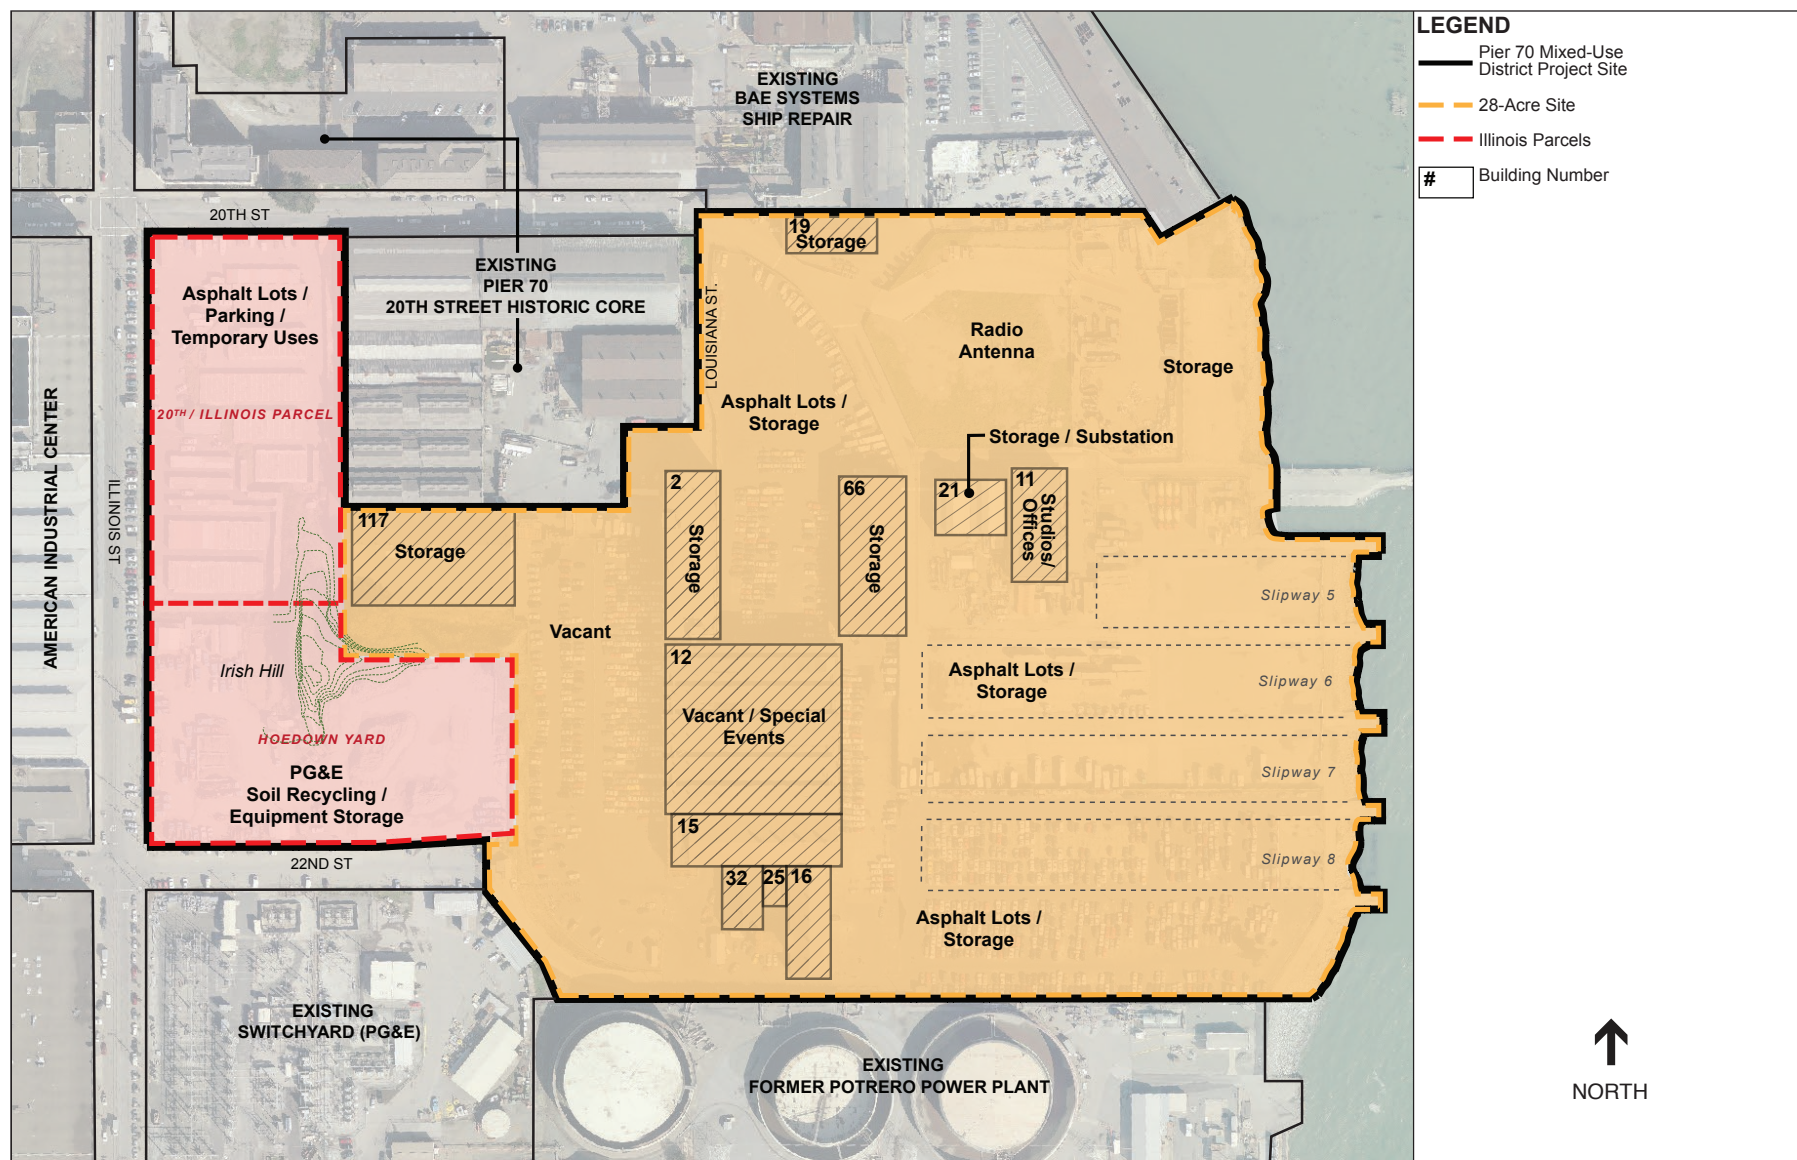 LEGEND
Pier 70 Mixed-Use
District Project Site
28-Acre Site
Illinois Parcels
# Building Number
EXISTING
BAE SYSTEMS
SHIP REPAIR
20TH ST
EXISTING
PIER 70
20TH STREET HISTORIC CORE
LOUISIANA ST.
19
Storage
Asphalt Lots /
Parking /
Temporary Uses
20TH / ILLINOIS PARCEL
Radio
Antenna
Storage
Asphalt Lots /
Storage
Storage / Substation
AMERICAN INDUSTRIAL CENTER
ILLINOIS ST
117
Storage
2
Storage
66
Storage
21
11
Studios/
Offices
Slipway 5
Vacant
Irish Hill
12
Vacant / Special
Events
Asphalt Lots /
Storage
Slipway 6
HOEDOWN YARD
PG&E
Soil Recycling /
Equipment Storage
Slipway 7
15
22ND ST
32
25
16
Slipway 8
Asphalt Lots /
Storage
EXISTING
SWITCHYARD (PG&E)
EXISTING
FORMER POTRERO POWER PLANT
NORTH